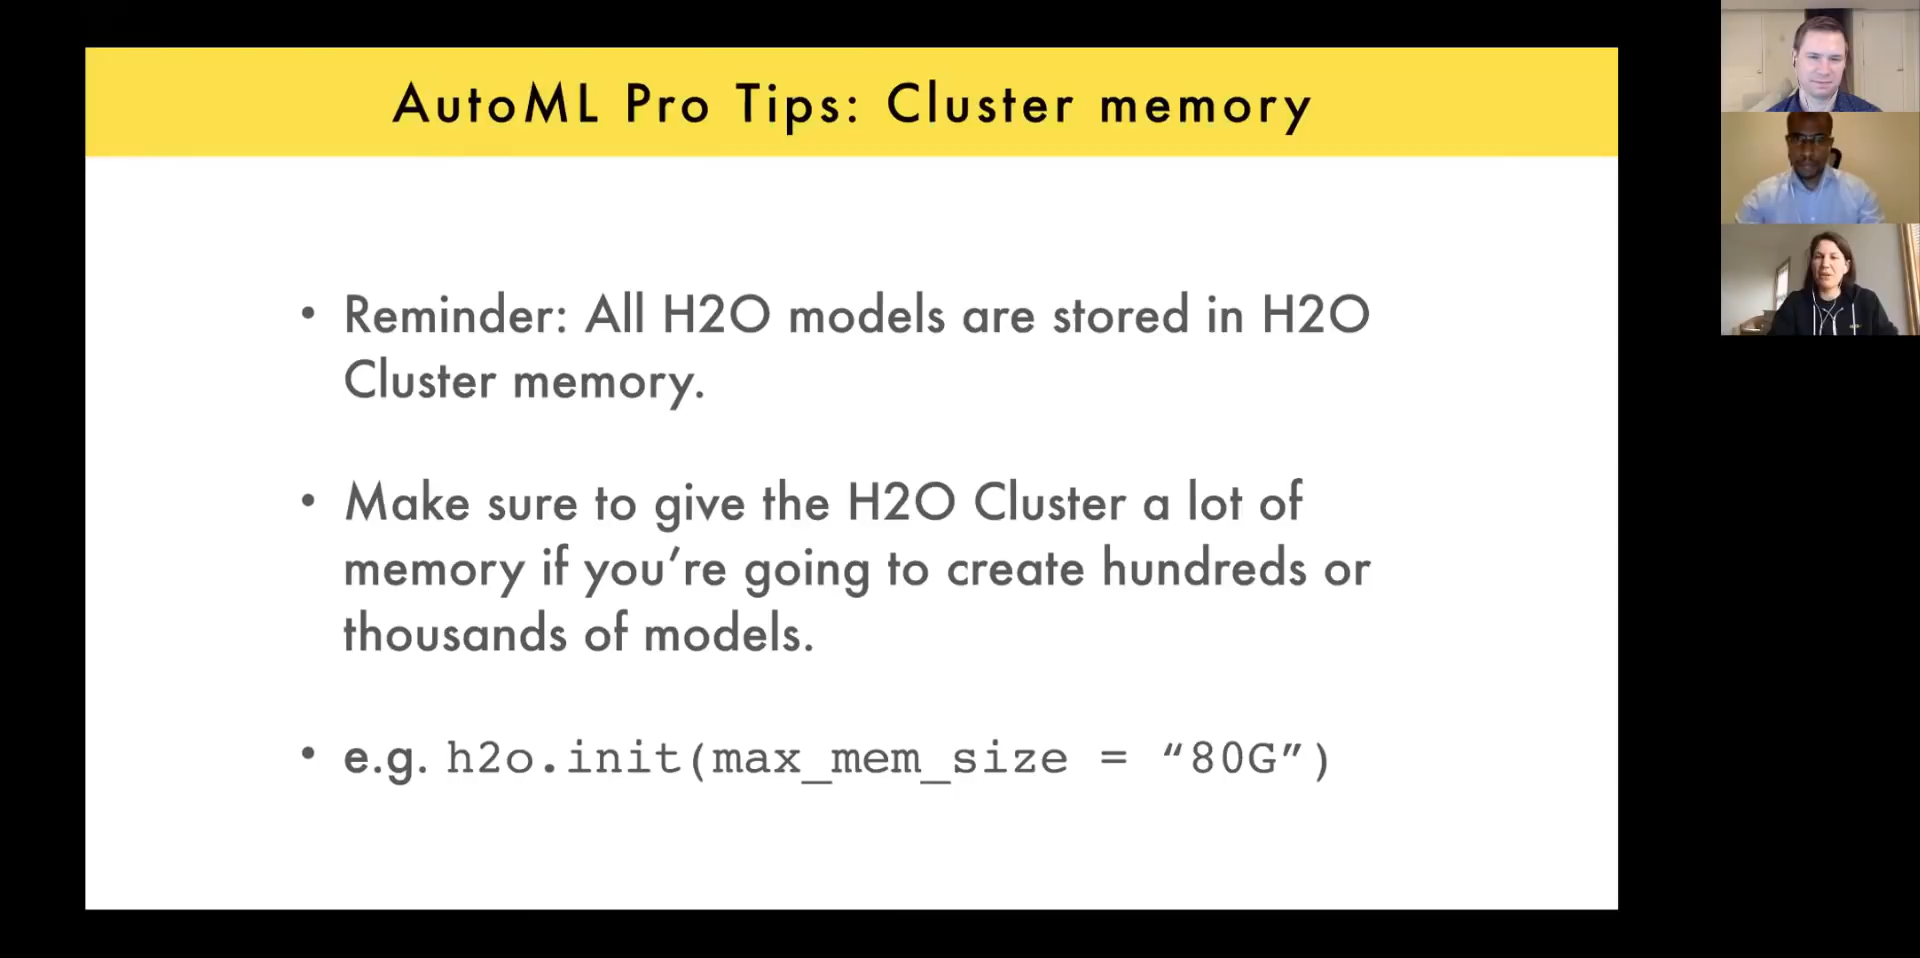 AutoML Pro Tips: Cluster memory
• Reminder: All H2O models are stored in H2O
Cluster memory.
• Make sure to give the H2O Cluster a lot of
memory if you’re going to create hundreds or
thousands of models.
• e.g. h2o.init(max_mem_size = “80G”)